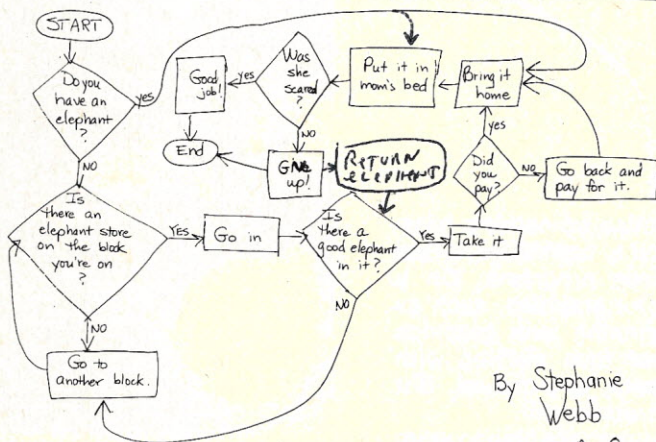 START
Do you
have an
elephant
?
yes
NO
Is
there an
elephant store
on the block
you're on
?
YES
NO
Go to
another block.
Go in
Is
there a
good elephant
in it?
Yes
NO
Take it
Did
you
pay?
yes
NO
Go back and
pay for it.
Bring it
home
Put it in
mom's bed
Was
she
scared
?
yes
NO
Good
job!
End
Give
up!
RETURN
elephant
By Stephanie
Webb